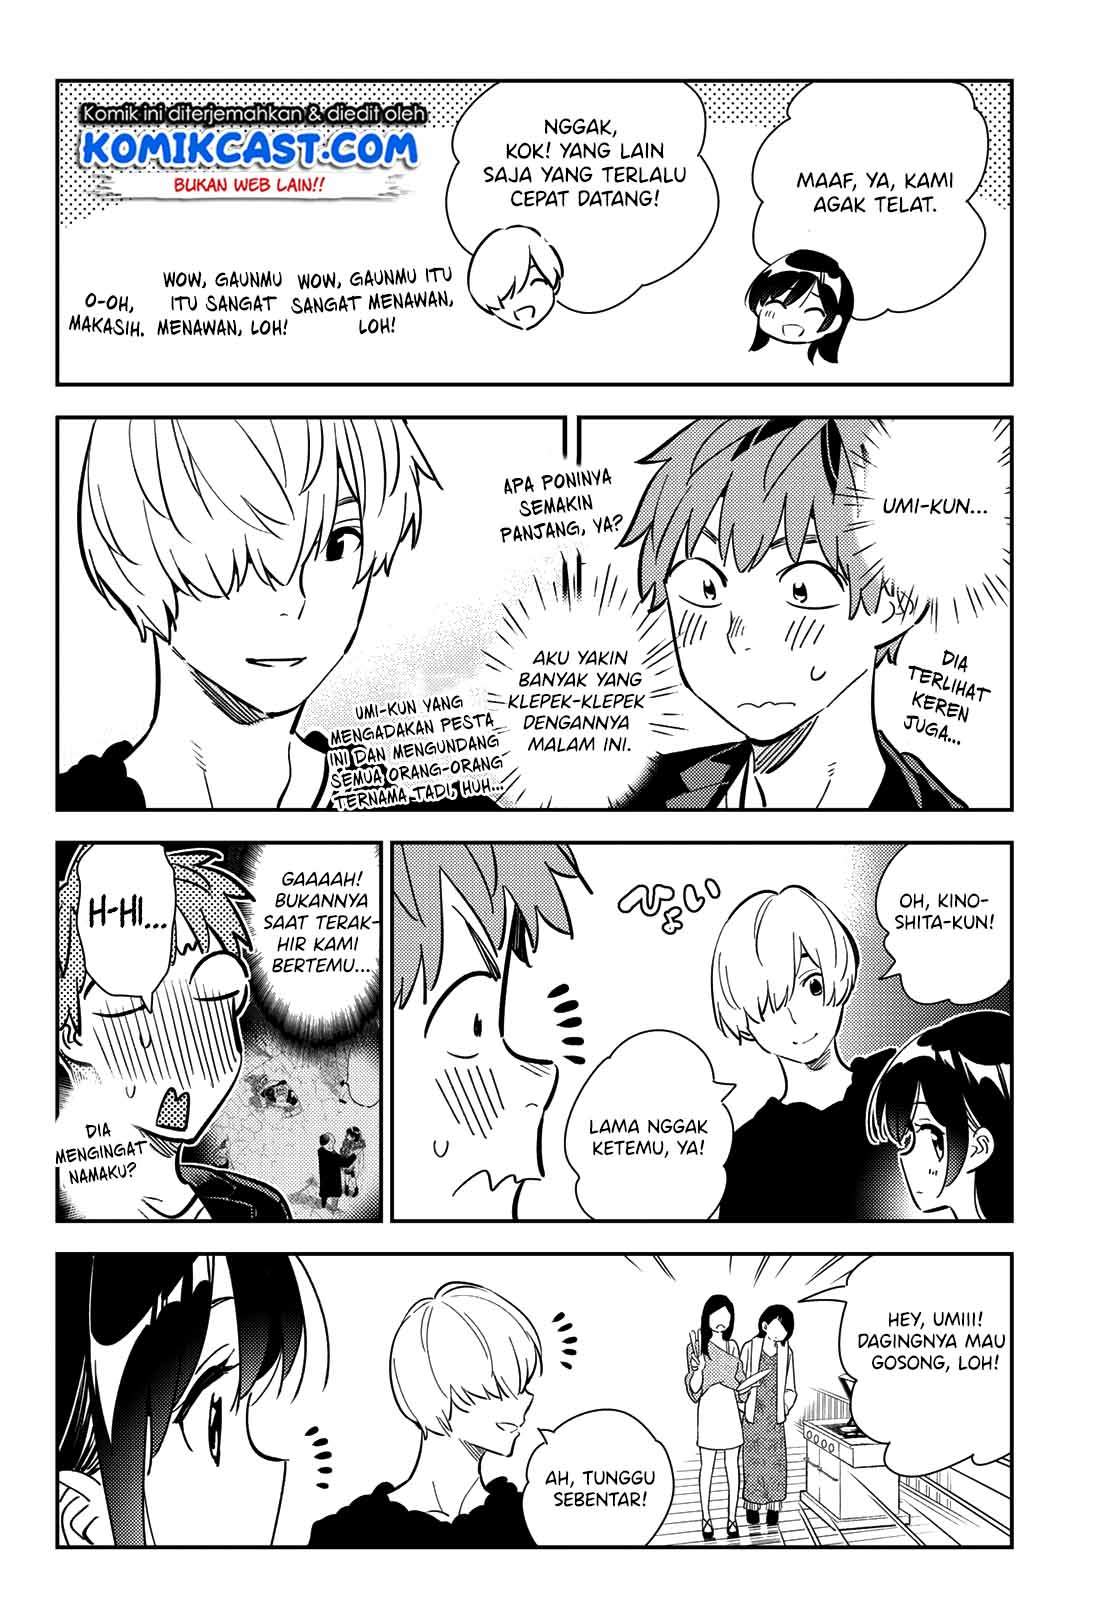 Komik ini diterjemahkan & diedit oleh
KOMIKCAST.COM
BUKAN WEB LAIN!!
MAAF, YA, KAMI
AGAK TELAT.
NGGAK,
KOK! YANG LAIN
SAJA YANG TERLALU
CEPAT DATANG!
WOW, GAUNMU ITU
SANGAT MENAWAN,
LOH!
WOW, GAUNMU
ITU SANGAT
MENAWAN, LOH!
O-OH,
MAKASIH.
UMI-KUN...
DIA
TERLIHAT
KEREN
JUGA...
APA PONINYA
SEMAKIN
PANJANG, YA?
AKU YAKIN
BANYAK YANG
KLEPEK-KLEPEK
DENGANNYA
MALAM INI.
UMI-KUN YANG
MENGADAKAN PESTA
INI DAN MENGUNDANG
SEMUA ORANG-ORANG
TERNAMA TADI, HUH...
OH, KINO-
SHITA-KUN!
ひょい
LAMA NGGAK
KETEMU, YA!
GAAAAH!
BUKANNYA
SAAT TERAK-
HIR KAMI
BERTEMU...
H-HI...
DIA
MENGINGAT
NAMAKU?
HEY, UMIII!
DAGINGNYA MAU
GOSONG, LOH!
AH, TUNGGU
SEBENTAR!